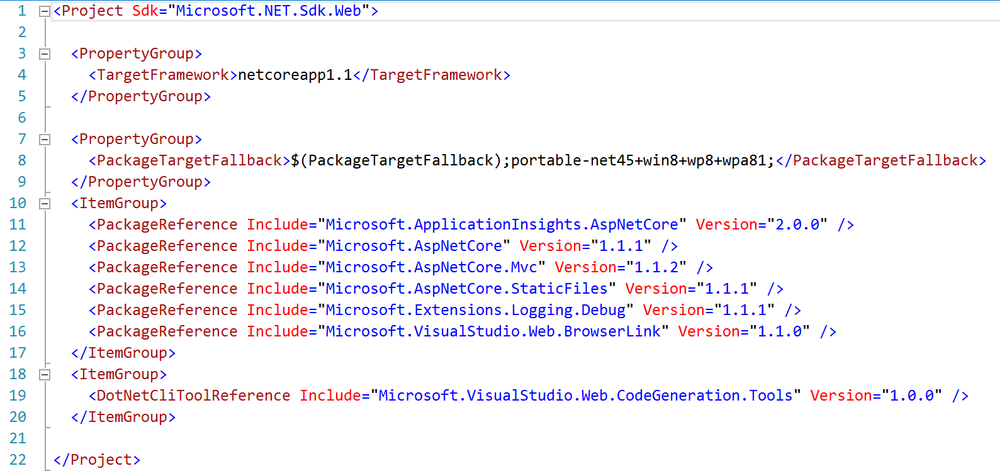 1 <Project Sdk="Microsoft.NET.Sdk.Web">
2
3   <PropertyGroup>
4     <TargetFramework>netcoreapp1.1</TargetFramework>
5   </PropertyGroup>
6
7   <PropertyGroup>
8     <PackageTargetFallback>$(PackageTargetFallback);portable-net45+win8+wp8+wpa81;</PackageTargetFallback>
9   </PropertyGroup>
10   <ItemGroup>
11     <PackageReference Include="Microsoft.ApplicationInsights.AspNetCore" Version="2.0.0" />
12     <PackageReference Include="Microsoft.AspNetCore" Version="1.1.1" />
13     <PackageReference Include="Microsoft.AspNetCore.Mvc" Version="1.1.2" />
14     <PackageReference Include="Microsoft.AspNetCore.StaticFiles" Version="1.1.1" />
15     <PackageReference Include="Microsoft.Extensions.Logging.Debug" Version="1.1.1" />
16     <PackageReference Include="Microsoft.VisualStudio.Web.BrowserLink" Version="1.1.0" />
17   </ItemGroup>
18   <ItemGroup>
19     <DotNetCliToolReference Include="Microsoft.VisualStudio.Web.CodeGeneration.Tools" Version="1.0.0" />
20   </ItemGroup>
21
22 </Project>